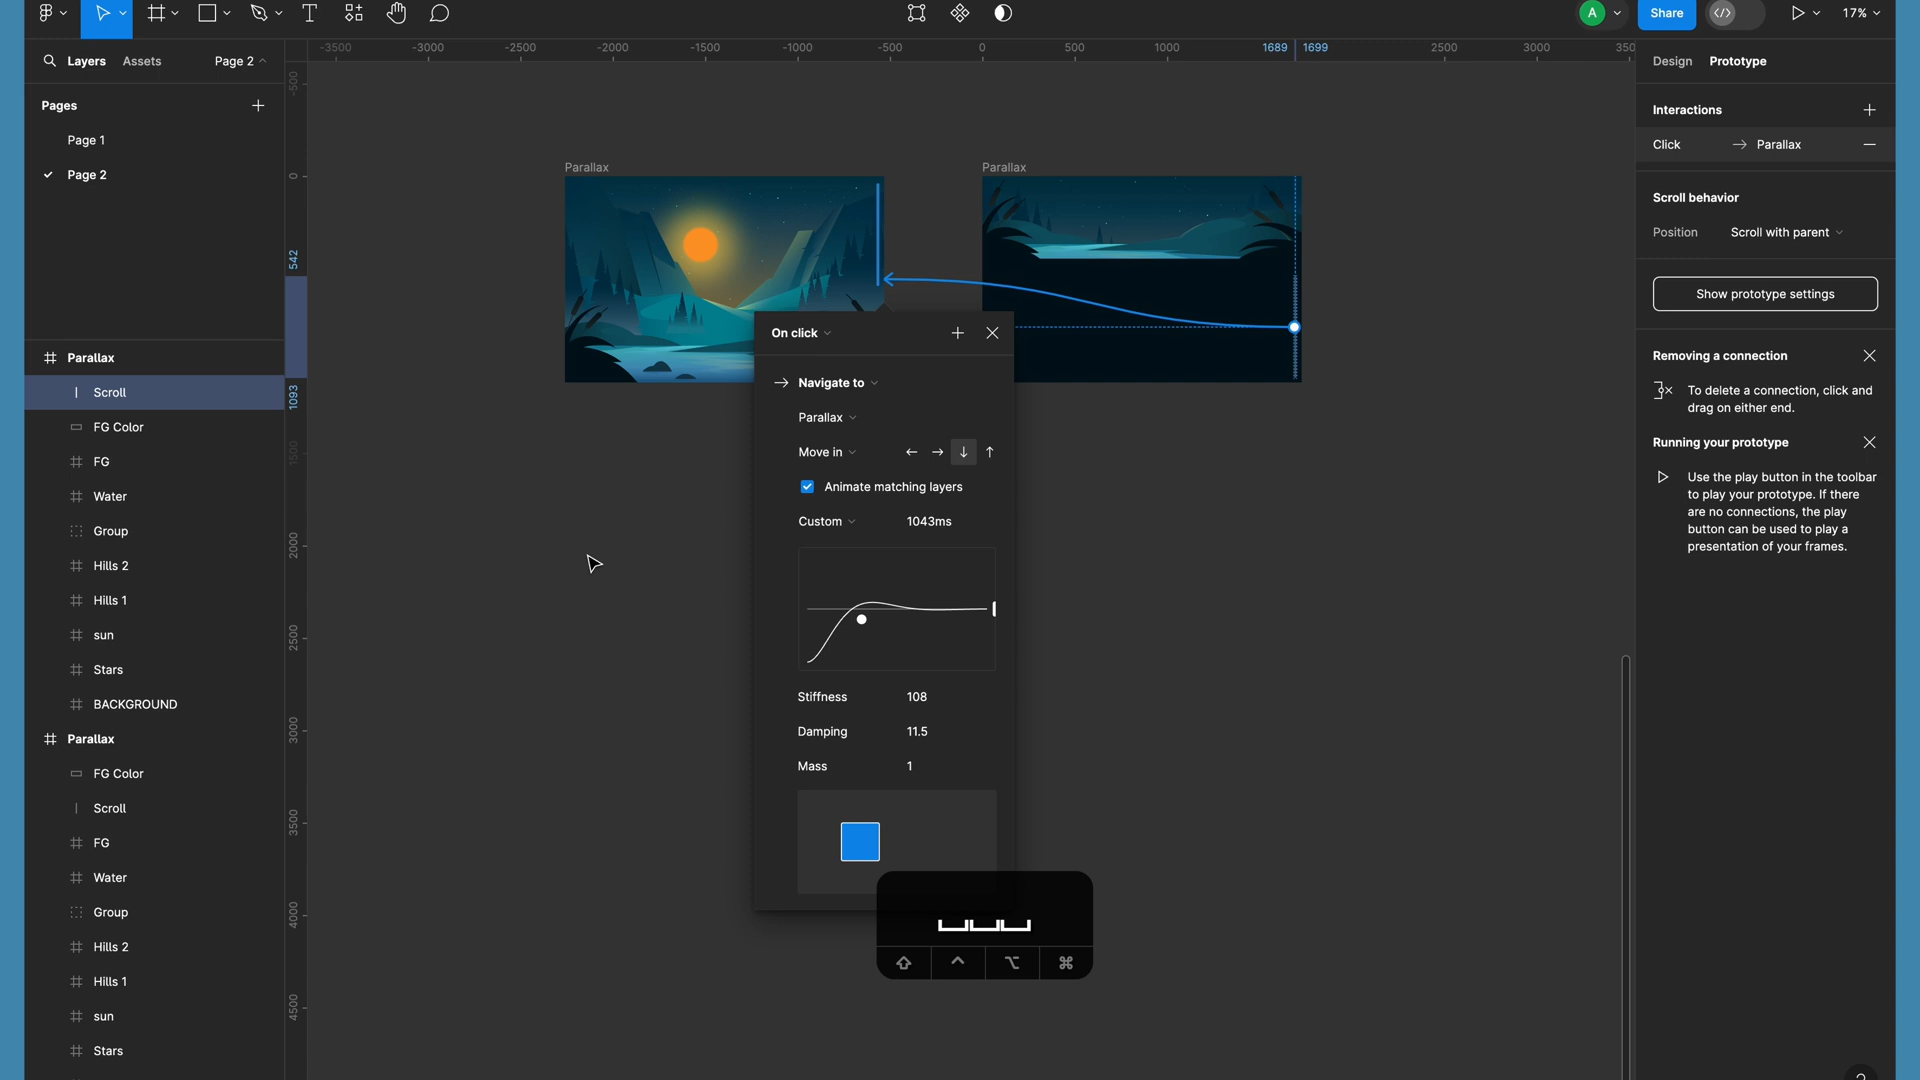 T
A
Share
17%
Layers
Assets
Page 2
Pages
Page 1
Page 2
Parallax
Scroll
FG Color
FG
Water
Group
Hills 2
Hills 1
sun
Stars
BACKGROUND
Parallax
FG Color
Scroll
FG
Water
Group
Hills 2
Hills 1
sun
Stars
-3500
-3000
-2500
-2000
-1500
-1000
-500
0
500
1000
1689
1699
2500
3000
350
-500
0
542
1093
1500
2000
2500
3000
3500
4000
4500
Parallax
Parallax
On click
Navigate to
Parallax
Move in
Animate matching layers
Custom
1043ms
Stiffness
108
Damping
11.5
Mass
1
Design
Prototype
Interactions
Click
Parallax
Scroll behavior
Position
Scroll with parent
Show prototype settings
Removing a connection
To delete a connection, click and
drag on either end.
Running your prototype
Use the play button in the toolbar
to play your prototype. If there
are no connections, the play
button can be used to play a
presentation of your frames.